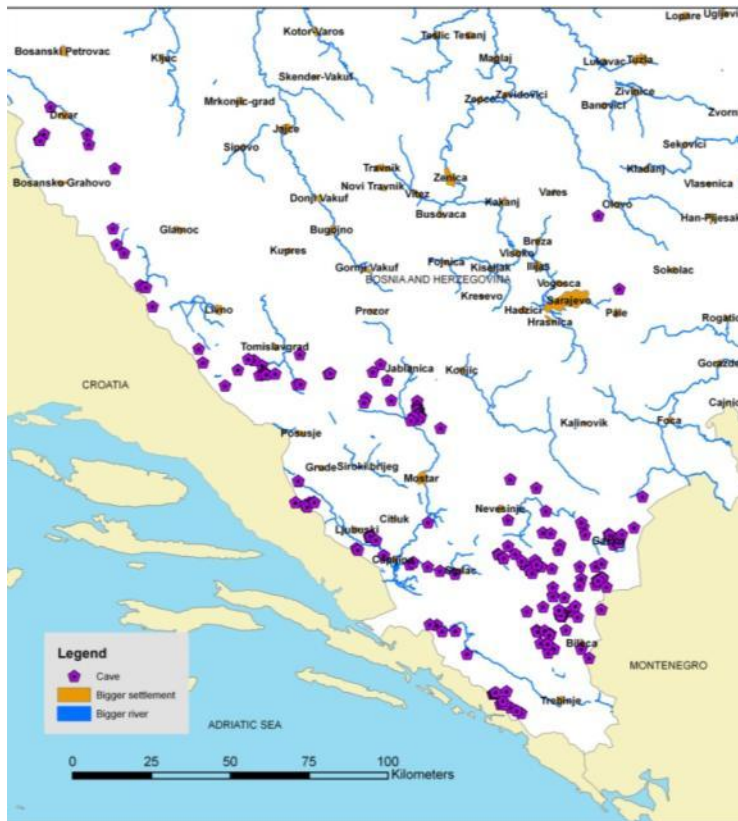 Lopare
Ugljevi
Kotor-Varos
Teslic
Tesanj
Bosanski Petrovac
Kljuc
Maglaj
Lukavac
Tuzla
Skender-Vakuf
Mrkonjic-grad
Zepce
Zavidovici
Zivinice
Banovici
Drvar
Zvorn
Jajce
Sipovo
Sekovici
Travnik
Zenica
Kladanj
Bosansko Grahovo
Novi Travnik
Vitez
Vares
Vlasenica
Donji Vakuf
Busovaca
Kakanj
Olovo
Han-Pijesak
Glamoc
Bugojno
Breza
Kupres
Visoko
Gornji Vakuf
Fojnica
Kiseljak
Ilijas
Sokolac
BOSNIA AND HERZEGOVINA
Vogosca
Kresevo
Sarajevo
Livno
Prozor
Hadzici
Pale
Hrasnica
Rogatic
Tomislavgrad
Jablanica
Konjic
Gorazde
CROATIA
Cajnic
Kalinovik
Foca
Posusje
Grude
Siroki brijeg
Mostar
Nevesinje
Citluk
Ljubuski
Gacko
Capljina
Stolac
Bileca
MONTENEGRO
Trebinje
Legend
Cave
Bigger settlement
Bigger river
ADRIATIC SEA
0 25 50 75 100
Kilometers